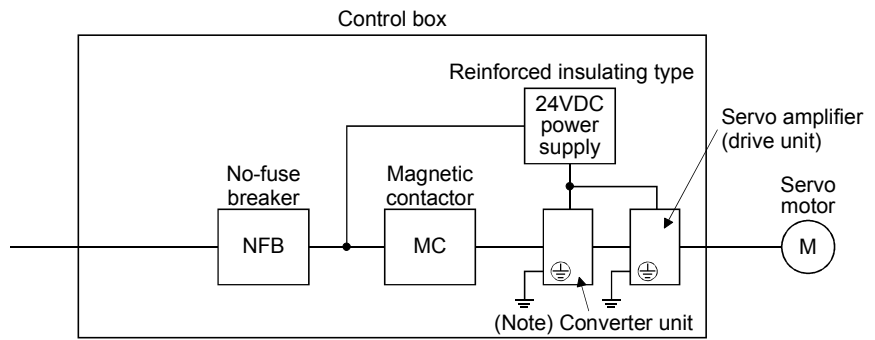 Control box
Reinforced insulating type
24VDC
power
supply
Servo amplifier
(drive unit)
No-fuse
breaker
Magnetic
contactor
Servo
motor
NFB
MC
M
(Note) Converter unit